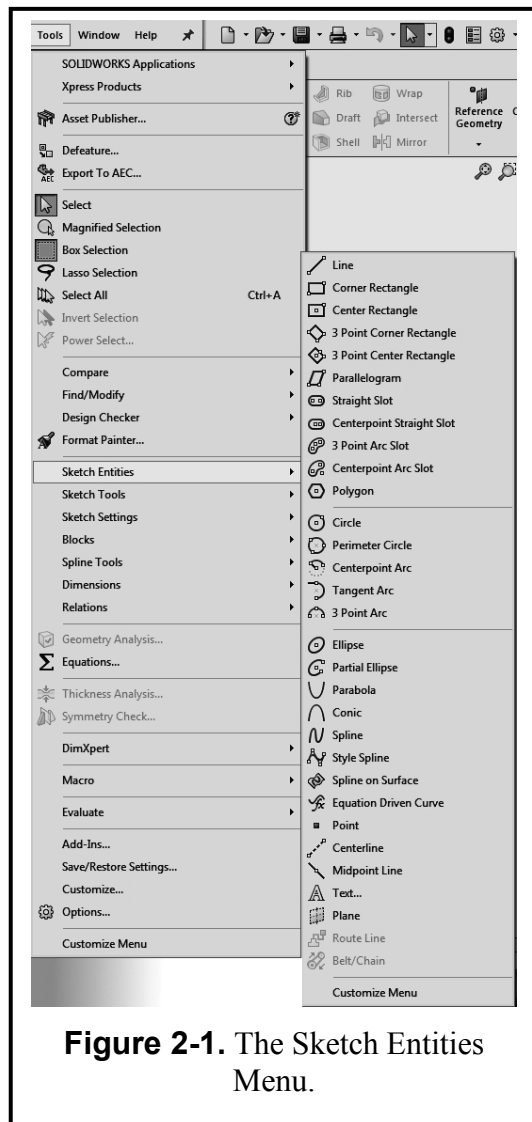 Tools Window Help
SOLIDWORKS Applications
Xpress Products
Asset Publisher...
Defeature...
Export To AEC...
Select
Magnified Selection
Box Selection
Lasso Selection
Select All Ctrl+A
Invert Selection
Power Select...
Compare
Find/Modify
Design Checker
Format Painter...
Sketch Entities
Sketch Tools
Sketch Settings
Blocks
Spline Tools
Dimensions
Relations
Geometry Analysis...
Equations...
Thickness Analysis...
Symmetry Check...
DimXpert
Macro
Evaluate
Add-Ins...
Save/Restore Settings...
Customize...
Options...
Customize Menu
Rib Wrap
Draft Intersect
Shell Mirror
Reference
Geometry
Line
Corner Rectangle
Center Rectangle
3 Point Corner Rectangle
3 Point Center Rectangle
Parallelogram
Straight Slot
Centerpoint Straight Slot
3 Point Arc Slot
Centerpoint Arc Slot
Polygon
Circle
Perimeter Circle
Centerpoint Arc
Tangent Arc
3 Point Arc
Ellipse
Partial Ellipse
Parabola
Conic
Spline
Style Spline
Spline on Surface
Equation Driven Curve
Point
Centerline
Midpoint Line
Text...
Plane
Route Line
Belt/Chain
Customize Menu
Figure 2-1. The Sketch Entities
Menu.